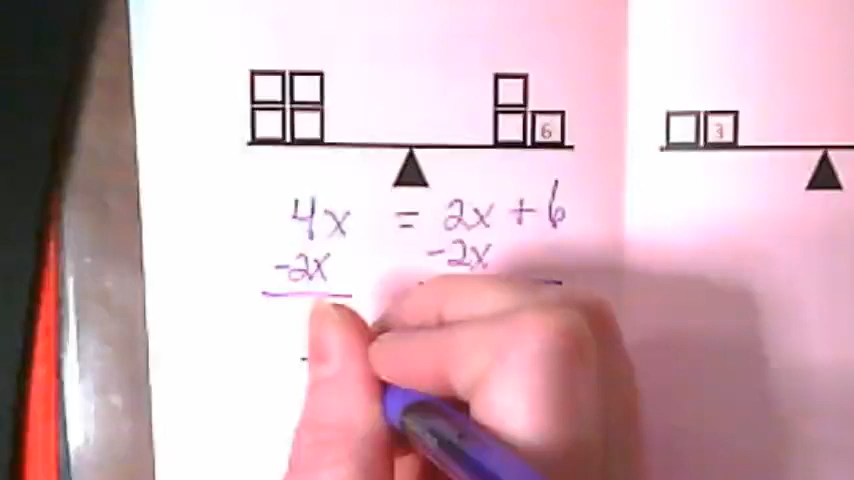 6
3
4x = 2x + 6
-2x -2x